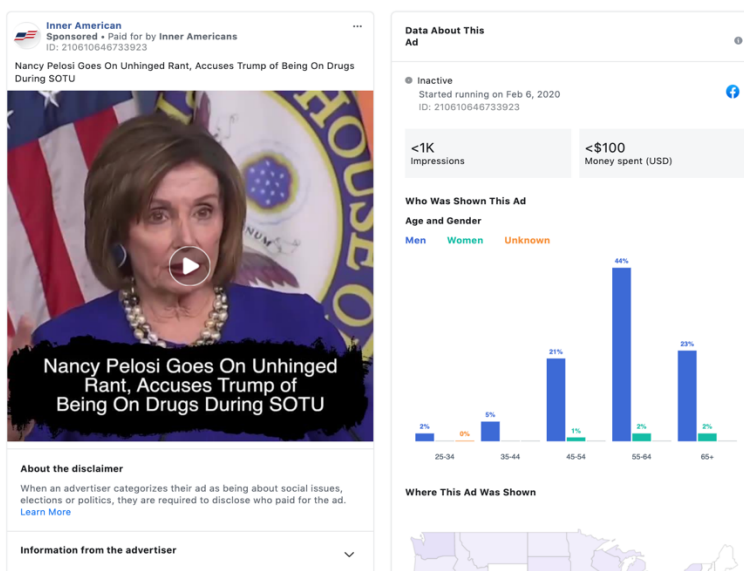 Inner American
Sponsored • Paid for by Inner Americans
ID: 210610646733923
Nancy Pelosi Goes On Unhinged Rant, Accuses Trump of Being On Drugs
During SOTU
HOUSE OF
NUM
Nancy Pelosi Goes On Unhinged
Rant, Accuses Trump of
Being On Drugs During SOTU
About the disclaimer
When an advertiser categorizes their ad as being about social issues,
elections or politics, they are required to disclose who paid for the ad.
Learn More
Information from the advertiser
Data About This
Ad
Inactive
Started running on Feb 6, 2020
ID: 210610646733923
<1K
Impressions
<$100
Money spent (USD)
Who Was Shown This Ad
Age and Gender
Men Women Unknown
2% 0% 5% 21% 1% 44% 2% 23% 2%
25-34 35-44 45-54 55-64 65+
Where This Ad Was Shown